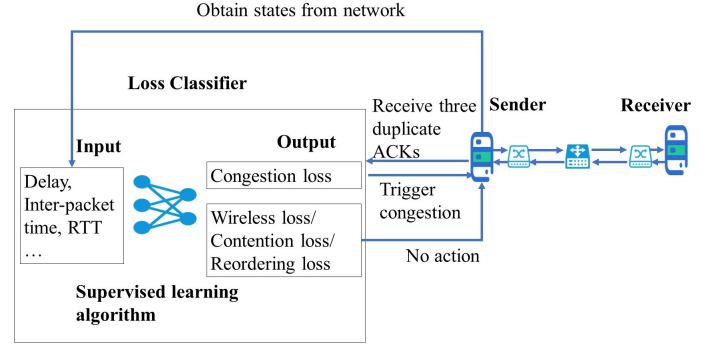 Obtain states from network
Loss Classifier
Receive three
duplicate
ACKs
Sender
Receiver
Input
Output
Delay,
Inter-packet
time, RTT
…
Congestion loss
Trigger
congestion
Wireless loss/
Contention loss/
Reordering loss
No action
Supervised learning
algorithm